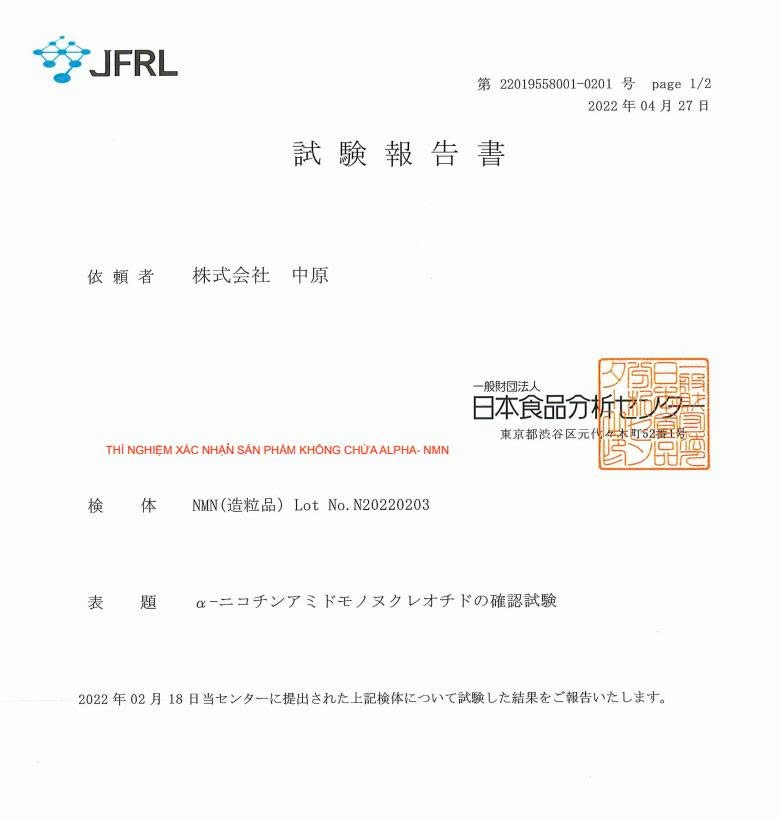 JFRL
第 22019558001-0201 号 page 1/2
2022 年 04 月 27 日
試 験 報 告 書
依 頼 者 株式会社 中原
一般財団法人
日本食品分析センター
東京都渋谷区元代々木町52番1号
THÍ NGHIỆM XÁC NHẬN SẢN PHẨM KHÔNG CHỨA ALPHA- NMN
検 体 NMN(造粒品) Lot No.N20220203
表 題 α-ニコチンアミドモノヌクレオチドの確認試験
2022 年 02 月 18 日当センターに提出された上記検体について試験した結果をご報告いたします。